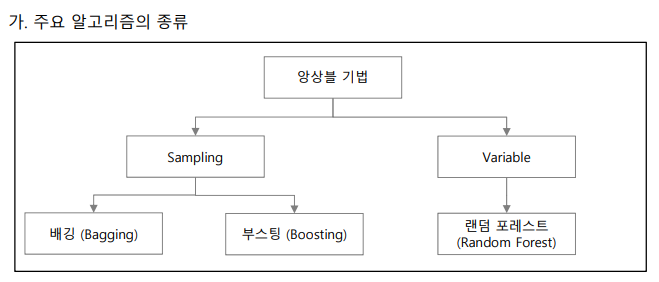 가. 주요 알고리즘의 종류
앙상블 기법
Sampling
Variable
배깅 (Bagging)
부스팅 (Boosting)
랜덤 포레스트
(Random Forest)